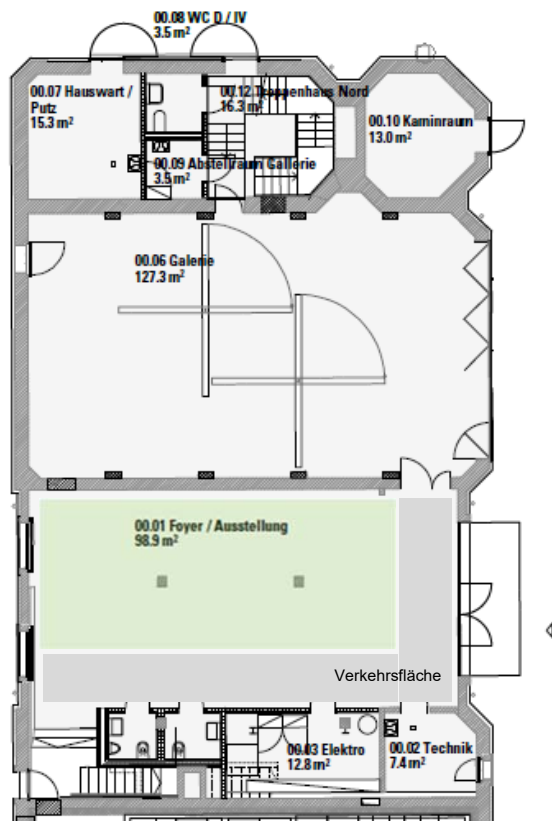 00.08 WC D / IV
3.5 m²
00.07 Hauswart /
Putz
15.3 m²
00.12 Treppenhaus Nord
16.3 m²
00.10 Kaminraum
13.0 m²
00.09 Abstellraum Gallerie
3.5 m²
00.06 Galerie
127.3 m²
00.01 Foyer / Ausstellung
98.9 m²
Verkehrsfläche
00.03 Elektro
12.8 m²
00.02 Technik
7.4 m²